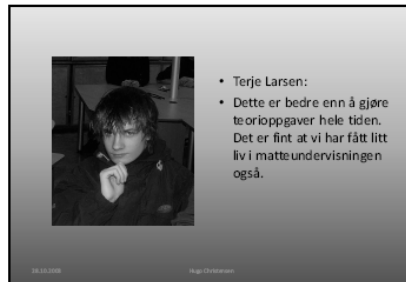 Terje Larsen:
Dette er bedre enn å gjøre
teorioppgaver hele tiden.
Det er fint at vi har fått litt
liv i matteundervisningen
også.
Hugo Christensen